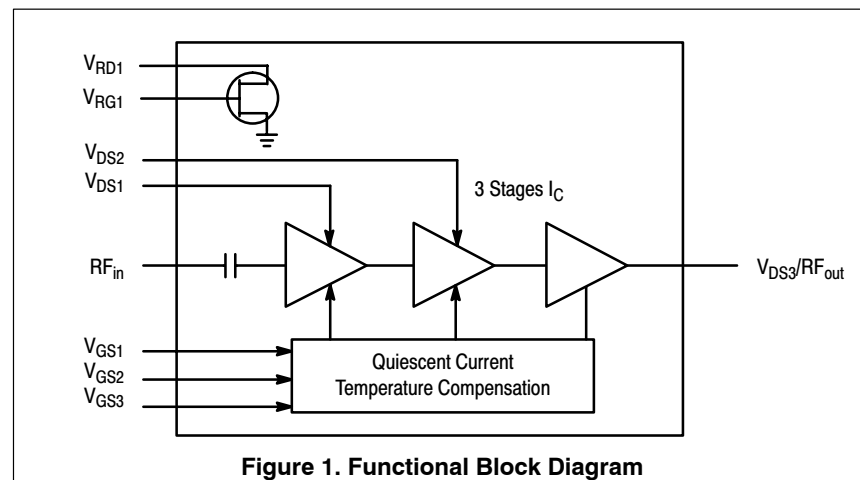 V_RD1
V_RG1
V_DS2
V_DS1
3 Stages I_C
RF_in
V_DS3/RF_out
V_GS1
V_GS2
V_GS3
Quiescent Current
Temperature Compensation
Figure 1. Functional Block Diagram